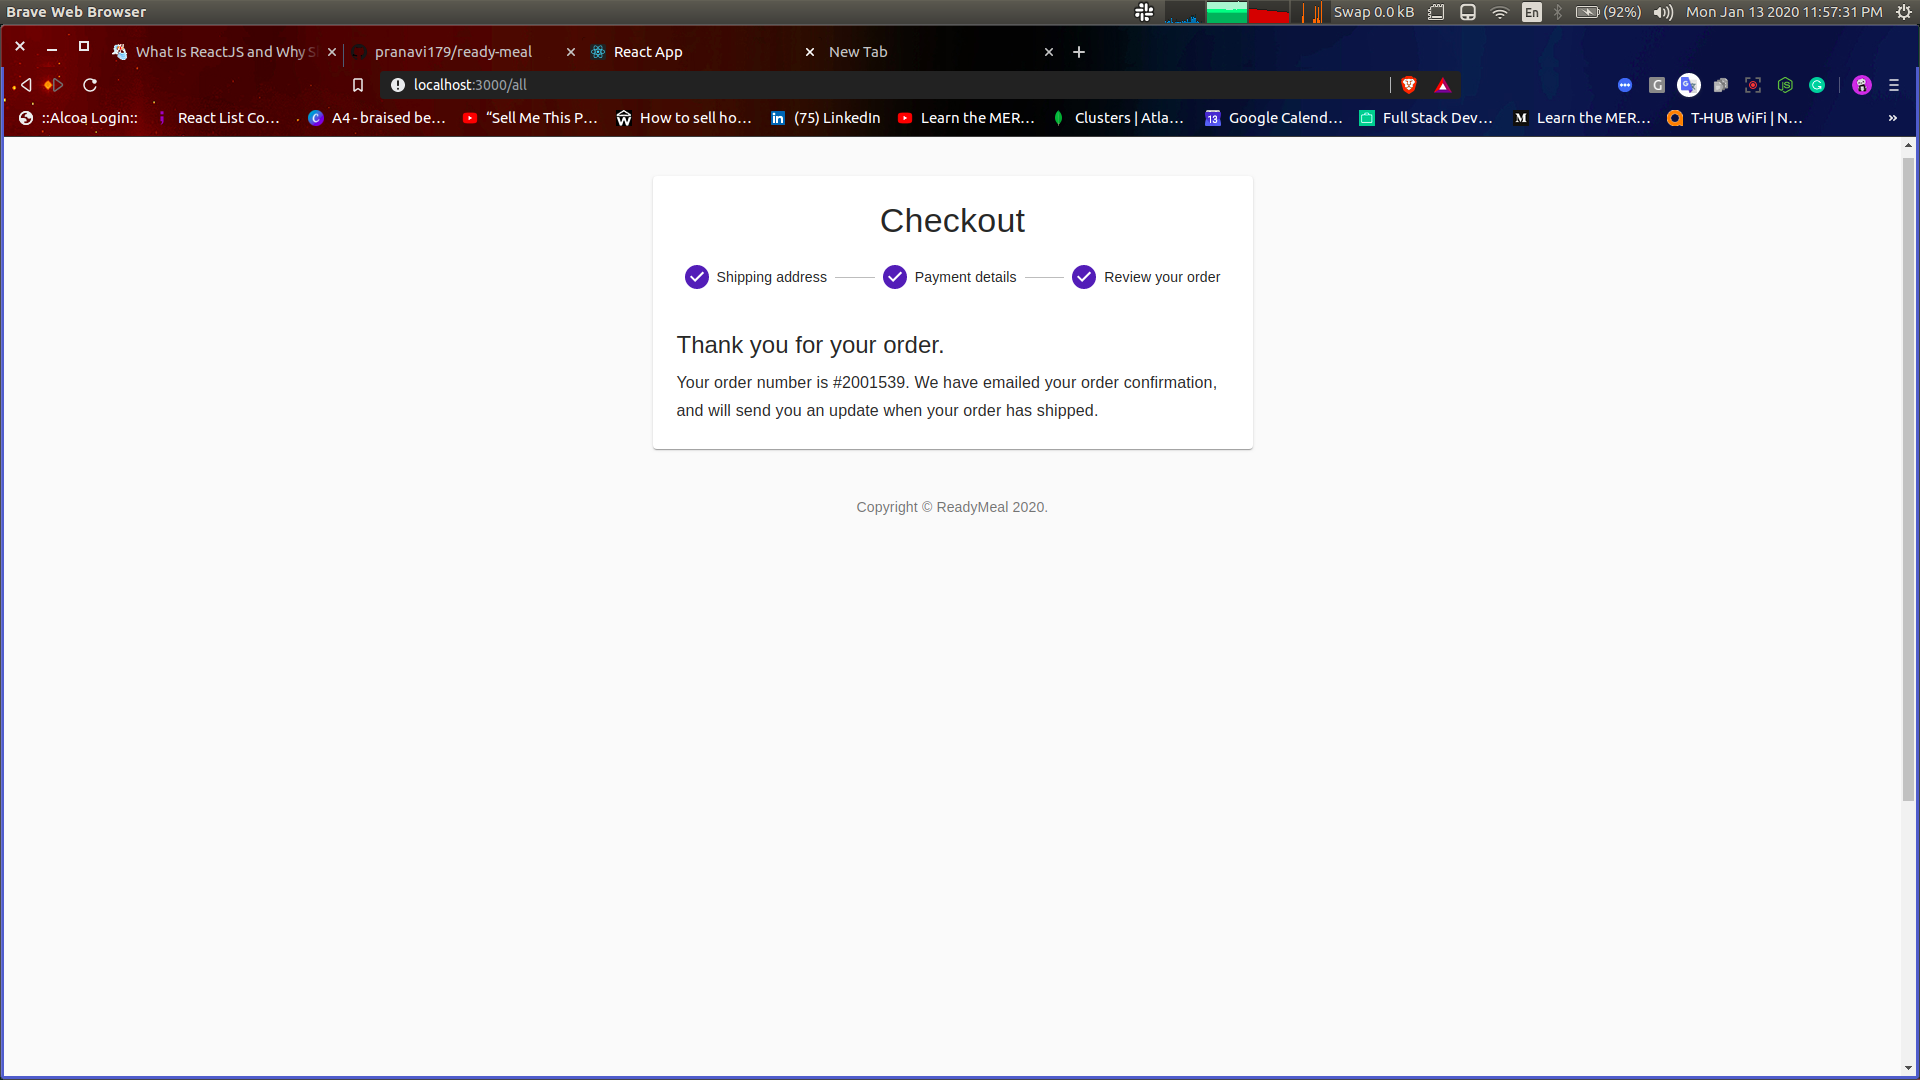 Brave Web Browser
Swap 0.0 kB En (92%) Mon Jan 13 2020 11:57:31 PM
What Is ReactJS and Why S
pranavi179/ready-meal
React App
New Tab
localhost:3000/all
::Alcoa Login::
React List Co…
A4 - braised be…
“Sell Me This P…
How to sell ho…
(75) LinkedIn
Learn the MER…
Clusters | Atla…
Google Calend…
Full Stack Dev…
Learn the MER…
T-HUB WiFi | N…
»
Checkout
Shipping address
Payment details
Review your order
Thank you for your order.
Your order number is #2001539. We have emailed your order confirmation,
and will send you an update when your order has shipped.
Copyright © ReadyMeal 2020.